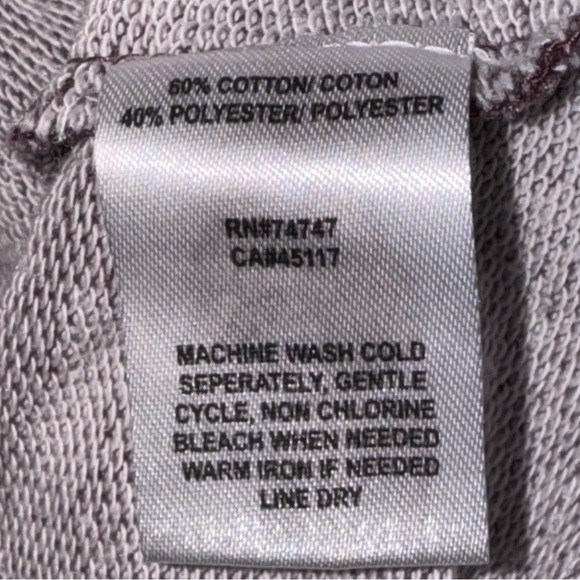 60% COTTON/ COTON
40% POLYESTER/ POLYESTER
RN#74747
CA#45117
MACHINE WASH COLD
SEPERATELY, GENTLE
CYCLE, NON CHLORINE
BLEACH WHEN NEEDED
WARM IRON IF NEEDED
LINE DRY